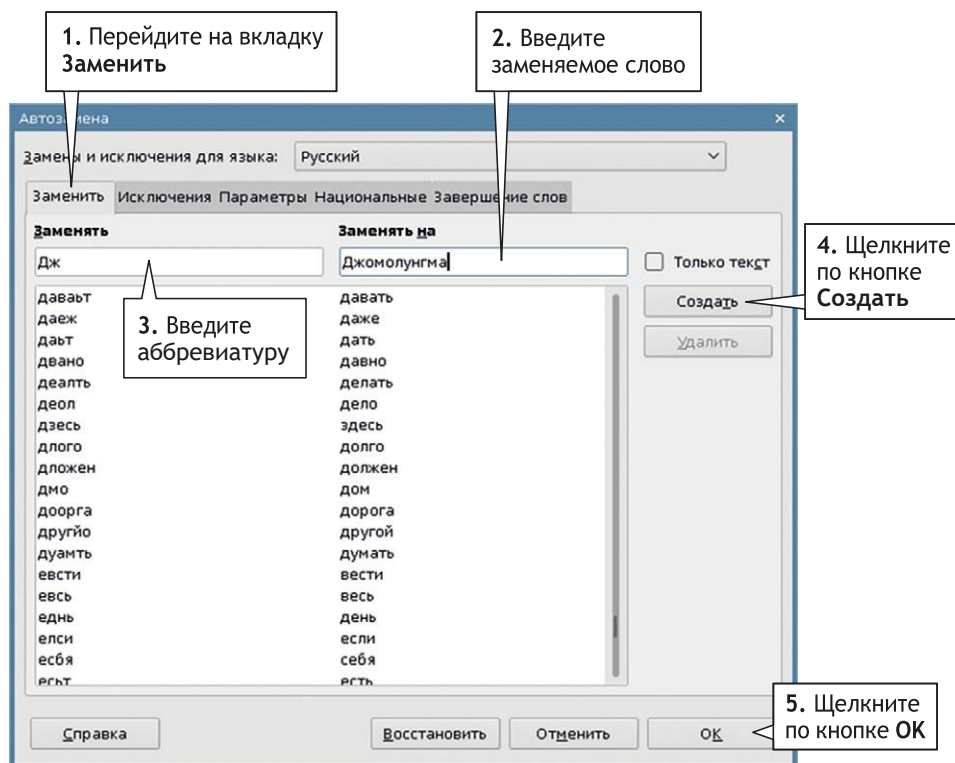 1. Перейдите на вкладку
Заменить
2. Введите
заменяемое слово
Автозамена ×
Замены и исключения для языка: Русский
Заменить Исключения Параметры Национальные Завершение слов
Заменять Заменять на
Дж Джомолунгма Только текст
4. Щелкните
по кнопке
Создать
3. Введите
аббревиатуру
Создать
Удалить
даваьт давать
даеж даже
даьт дать
двано давно
деалть делать
деол дело
дзесь здесь
длого долго
дложен должен
дмо дом
доорга дорога
другйо другой
дуамть думать
евсти вести
евсь весь
еднь день
елси если
есбя себя
есьт есть
5. Щелкните
по кнопке OK
Справка Восстановить Отменить OK